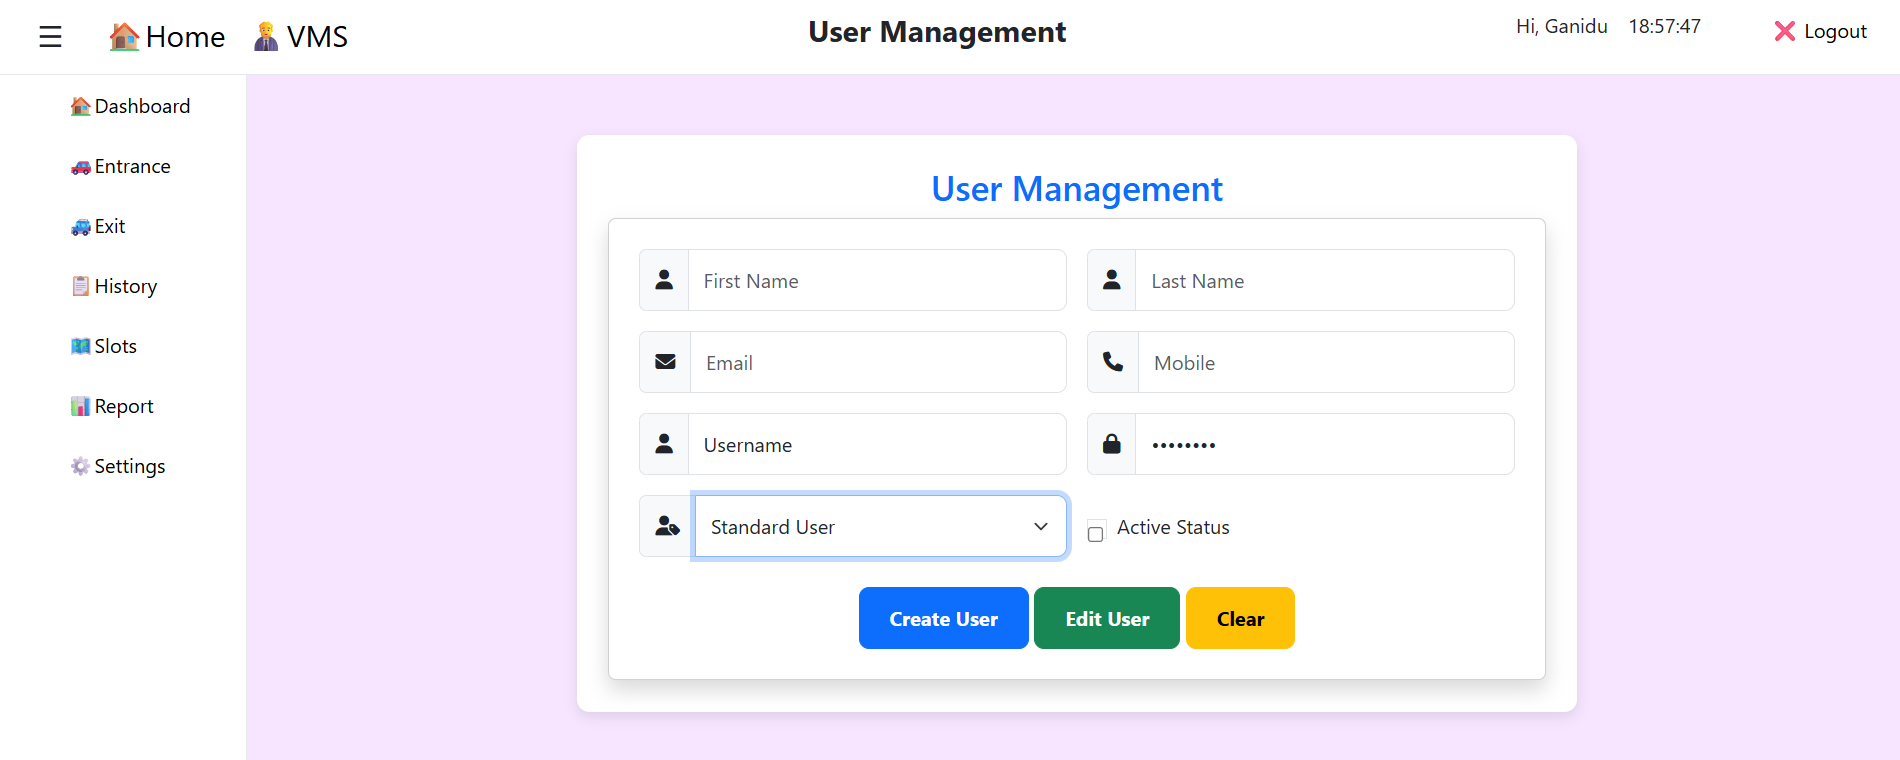 ☰ Home VMS User Management Hi, Ganidu 18:57:47 Logout
Dashboard
Entrance
Exit
History
Slots
Report
Settings
User Management
First Name Last Name
Email Mobile
Username ••••••••
Standard User Active Status
Create User Edit User Clear